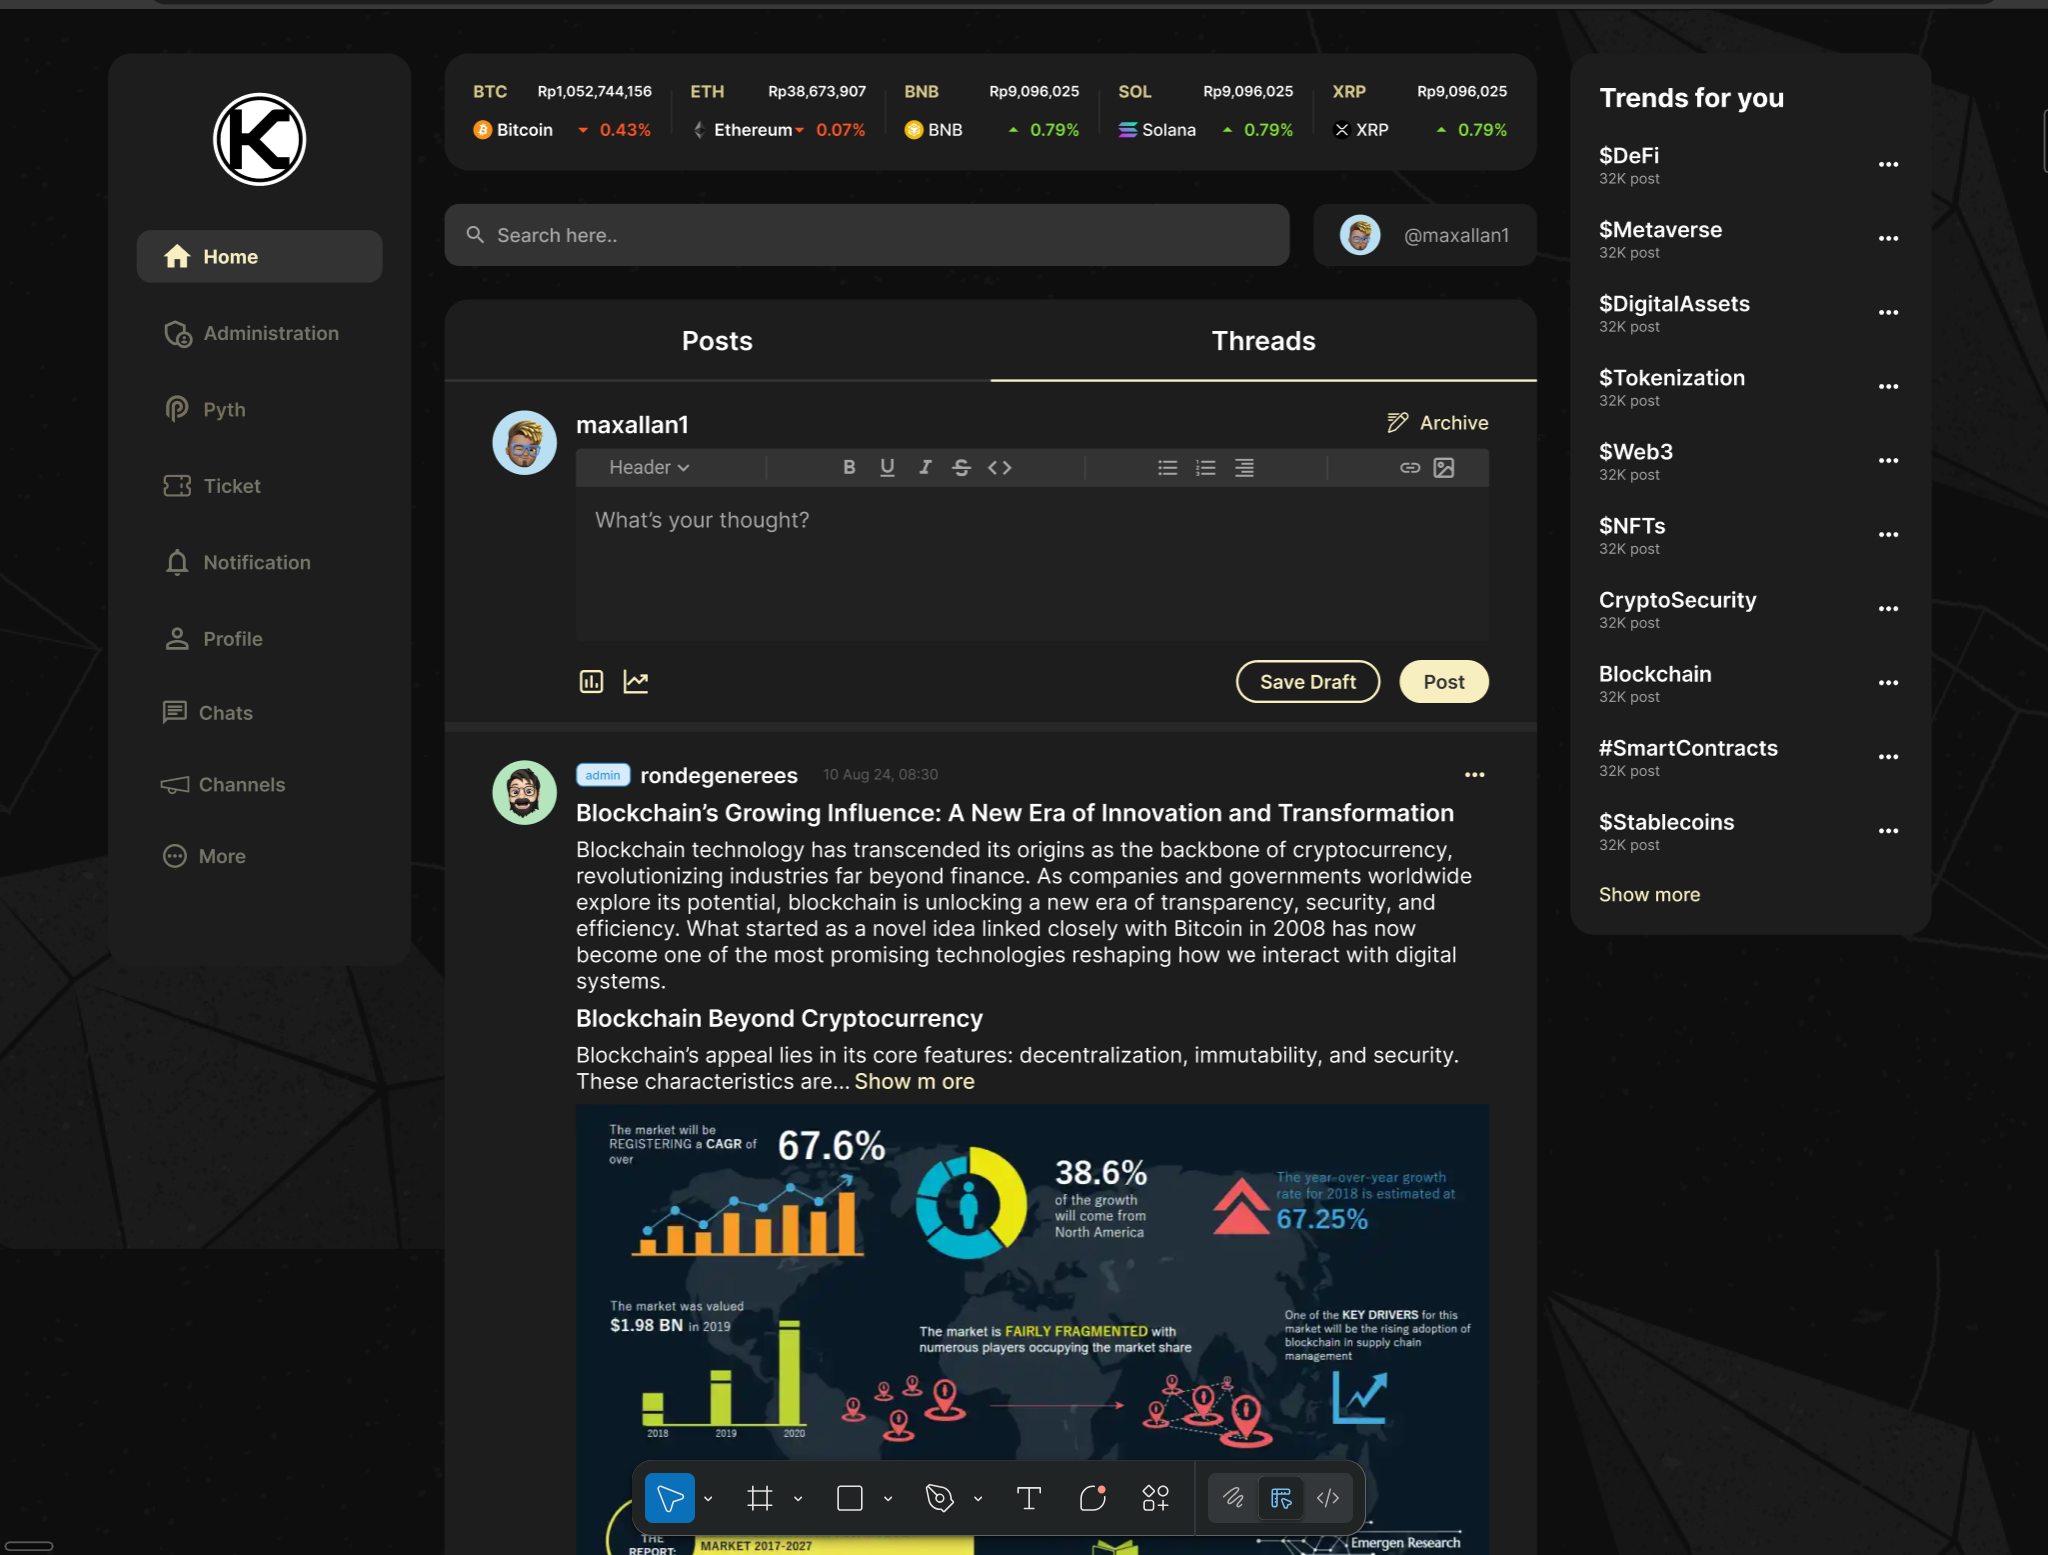 K
Home
Administration
Pyth
Ticket
Notification
Profile
Chats
Channels
More
BTC Rp1,052,744,156
Bitcoin 0.43%
ETH Rp38,673,907
Ethereum 0.07%
BNB Rp9,096,025
BNB 0.79%
SOL Rp9,096,025
Solana 0.79%
XRP Rp9,096,025
XRP 0.79%
Search here..
@maxallan1
Posts
Threads
maxallan1
Archive
Header
B U I S <>
What's your thought?
Save Draft
Post
admin rondegenerees 10 Aug 24, 08:30
Blockchain's Growing Influence: A New Era of Innovation and Transformation
Blockchain technology has transcended its origins as the backbone of cryptocurrency,
revolutionizing industries far beyond finance. As companies and governments worldwide
explore its potential, blockchain is unlocking a new era of transparency, security, and
efficiency. What started as a novel idea linked closely with Bitcoin in 2008 has now
become one of the most promising technologies reshaping how we interact with digital
systems.
Blockchain Beyond Cryptocurrency
Blockchain's appeal lies in its core features: decentralization, immutability, and security.
These characteristics are... Show m ore
The market will be
REGISTERING a CAGR of
over
67.6%
38.6%
of the growth
will come from
North America
The year-over-year growth
rate for 2018 is estimated at
67.25%
The market was valued
$1.98 BN in 2019
2018 2019 2020
The market is FAIRLY FRAGMENTED with
numerous players occupying the market share
One of the KEY DRIVERS for this
market will be the rising adoption of
blockchain in supply chain
management
THE
REPORT:
MARKET 2017-2027
Emergen Research
Trends for you
$DeFi
32K post
$Metaverse
32K post
$DigitalAssets
32K post
$Tokenization
32K post
$Web3
32K post
$NFTs
32K post
CryptoSecurity
32K post
Blockchain
32K post
#SmartContracts
32K post
$Stablecoins
32K post
Show more